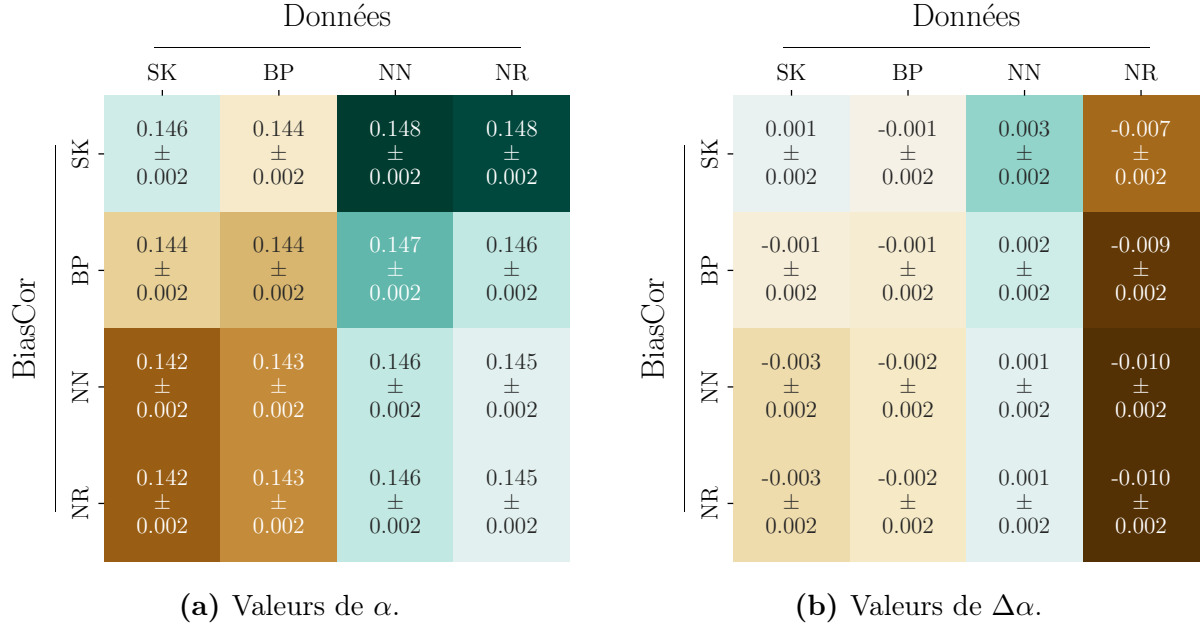 Données
SK BP NN NR
BiasCor
SK
0.146 ± 0.002
0.144 ± 0.002
0.148 ± 0.002
0.148 ± 0.002
BP
0.144 ± 0.002
0.144 ± 0.002
0.147 ± 0.002
0.146 ± 0.002
NN
0.142 ± 0.002
0.143 ± 0.002
0.146 ± 0.002
0.145 ± 0.002
NR
0.142 ± 0.002
0.143 ± 0.002
0.146 ± 0.002
0.145 ± 0.002
(a) Valeurs de α.
Données
SK BP NN NR
BiasCor
SK
0.001 ± 0.002
-0.001 ± 0.002
0.003 ± 0.002
-0.007 ± 0.002
BP
-0.001 ± 0.002
-0.001 ± 0.002
0.002 ± 0.002
-0.009 ± 0.002
NN
-0.003 ± 0.002
-0.002 ± 0.002
0.001 ± 0.002
-0.010 ± 0.002
NR
-0.003 ± 0.002
-0.002 ± 0.002
0.001 ± 0.002
-0.010 ± 0.002
(b) Valeurs de Δα.